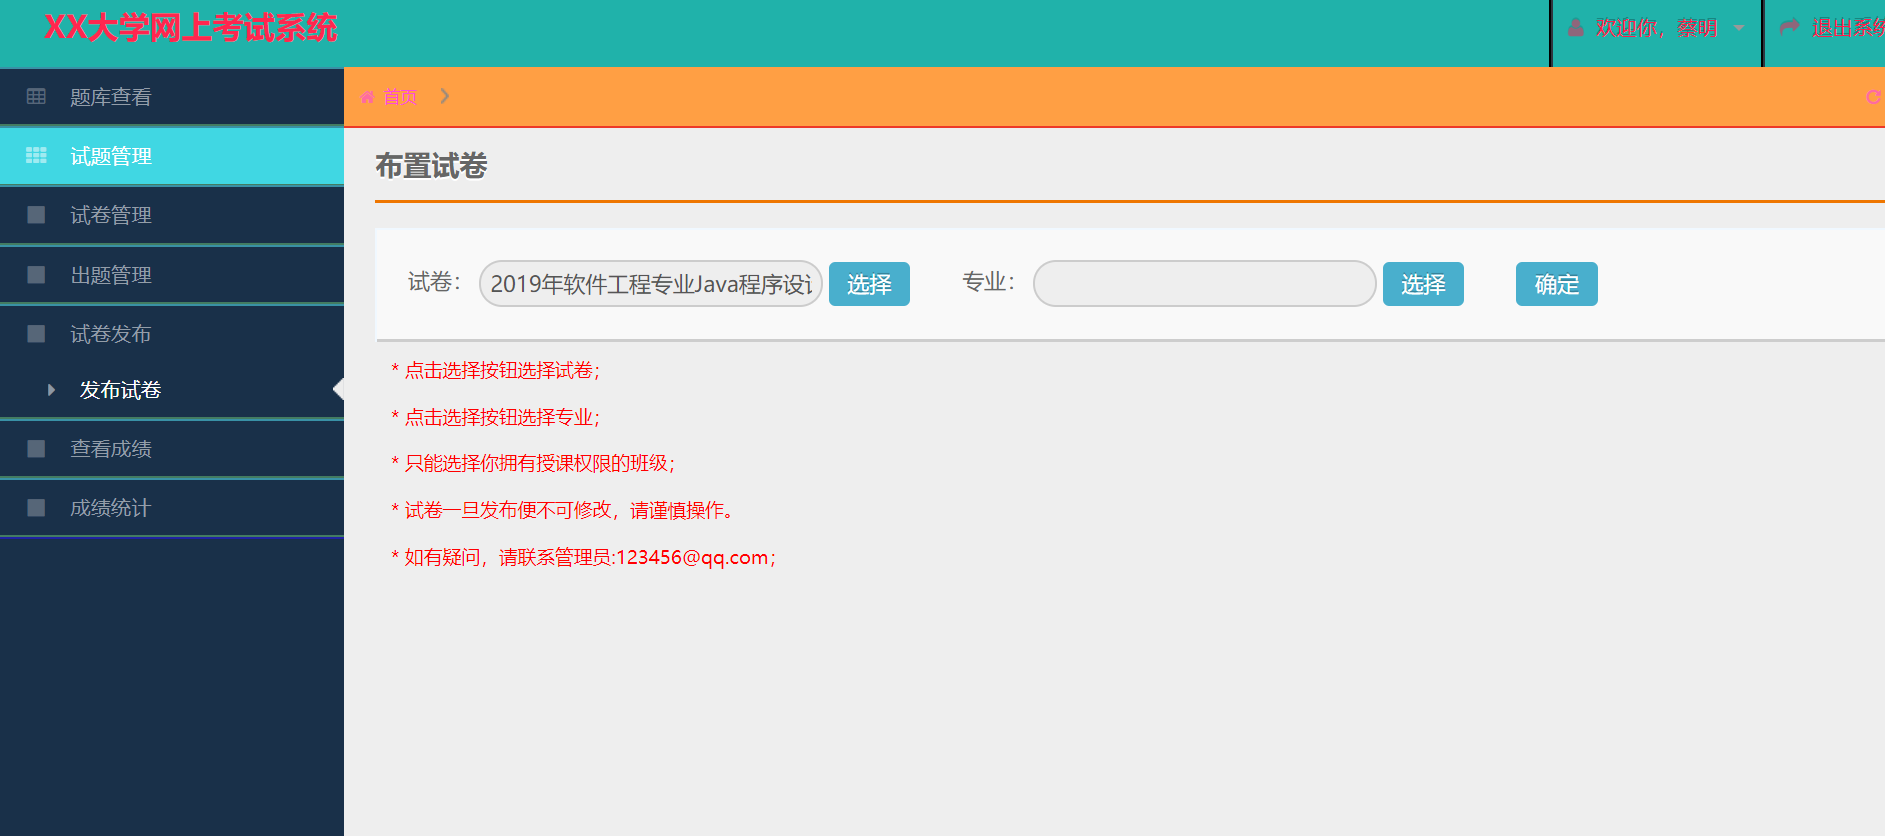 XX大学网上考试系统
欢迎你，蔡明
退出系统
题库查看
首页
试题管理
布置试卷
试卷管理
出题管理
试卷： 2019年软件工程专业Java程序设计 选择 专业： 选择 确定
试卷发布
发布试卷
查看成绩
成绩统计
* 点击选择按钮选择试卷；
* 点击选择按钮选择专业；
* 只能选择你拥有授课权限的班级；
* 试卷一旦发布便不可修改，请谨慎操作。
* 如有疑问，请联系管理员:123456@qq.com；